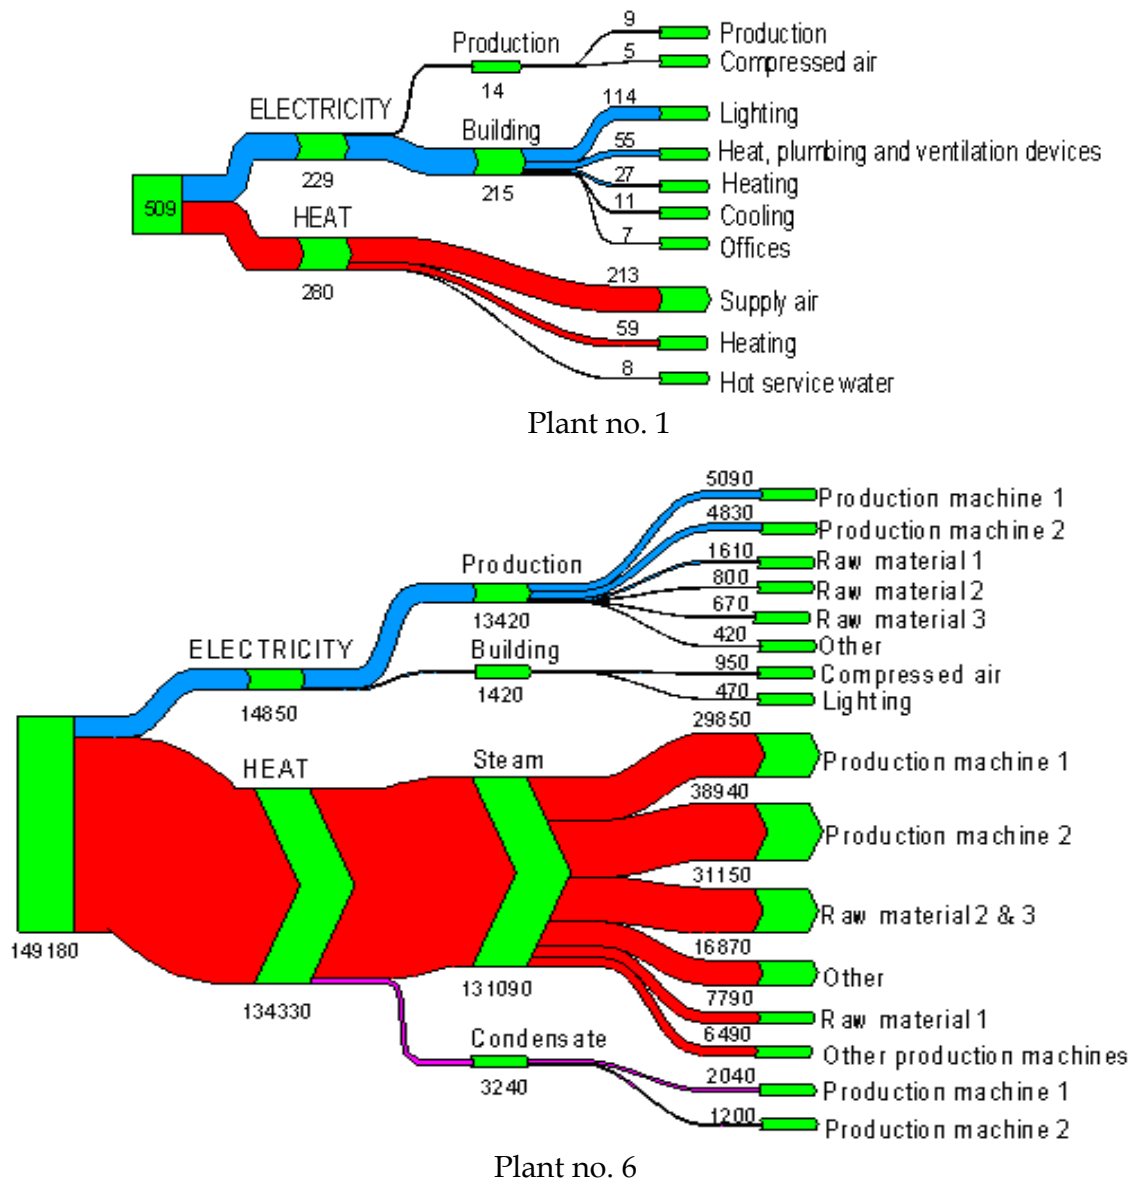 9
Production
Production
5
Compressed air
14
ELECTRICITY
114
Lighting
Building
55
Heat, plumbing and ventilation devices
229
215
27
Heating
509
11
Cooling
HEAT
7
Offices
280
213
Supply air
59
Heating
8
Hot service water
Plant no. 1
5090
Production machine 1
4830
Production machine 2
1610
Raw material 1
Production
800
Raw material 2
13420
670
Raw material 3
420
Other
ELECTRICITY
Building
950
Compressed air
14850
1420
470
Lighting
29850
HEAT
Steam
Production machine 1
38940
Production machine 2
31150
Raw material 2 & 3
149180
16870
Other
134330
131090
7790
Raw material 1
6490
Other production machines
Condensate
3240
2040
Production machine 1
1200
Production machine 2
Plant no. 6